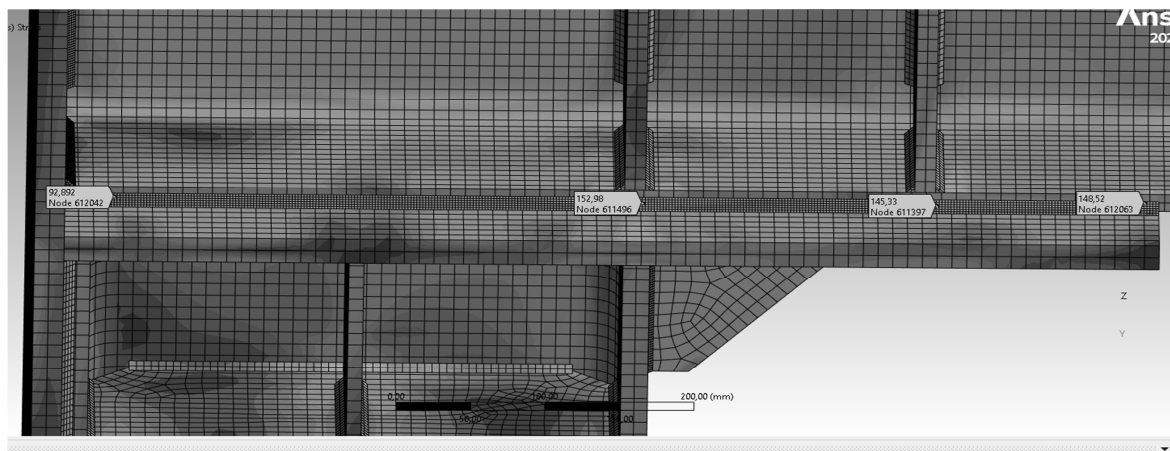 Ans
202
s) Str
92,892
Node 612042
152,98
Node 611496
145,33
Node 611397
148,52
Node 612063
Z
Y
0,00
100,00
200,00 (mm)
50,00